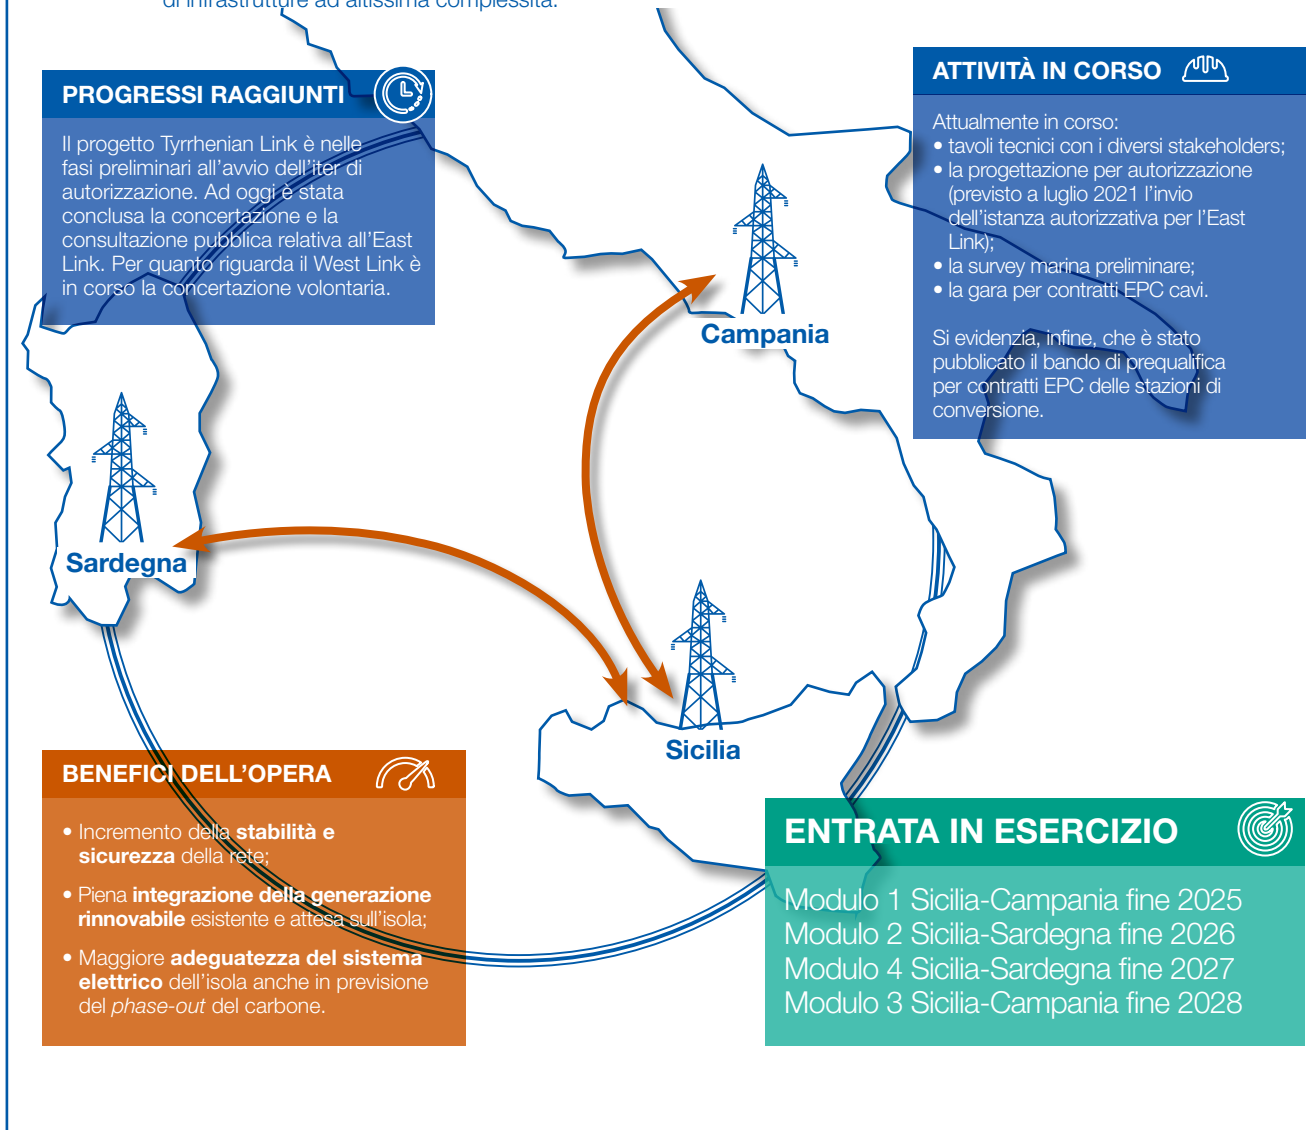 di infrastrutture ad altissima complessità.
PROGRESSI RAGGIUNTI
Il progetto Tyrrhenian Link è nelle
fasi preliminari all'avvio dell'iter di
autorizzazione. Ad oggi è stata
conclusa la concertazione e la
consultazione pubblica relativa all'East
Link. Per quanto riguarda il West Link è
in corso la concertazione volontaria.
ATTIVITÀ IN CORSO
Attualmente in corso:
• tavoli tecnici con i diversi stakeholders;
• la progettazione per autorizzazione
(previsto a luglio 2021 l'invio
dell'istanza autorizzativa per l'East
Link);
• la survey marina preliminare;
• la gara per contratti EPC cavi.
Si evidenzia, infine, che è stato
pubblicato il bando di prequalifica
per contratti EPC delle stazioni di
conversione.
Campania
Sardegna
Sicilia
BENEFICI DELL'OPERA
• Incremento della stabilità e
sicurezza della rete;
• Piena integrazione della generazione
rinnovabile esistente e attesa sull'isola;
• Maggiore adeguatezza del sistema
elettrico dell'isola anche in previsione
del phase-out del carbone.
ENTRATA IN ESERCIZIO
Modulo 1 Sicilia-Campania fine 2025
Modulo 2 Sicilia-Sardegna fine 2026
Modulo 4 Sicilia-Sardegna fine 2027
Modulo 3 Sicilia-Campania fine 2028